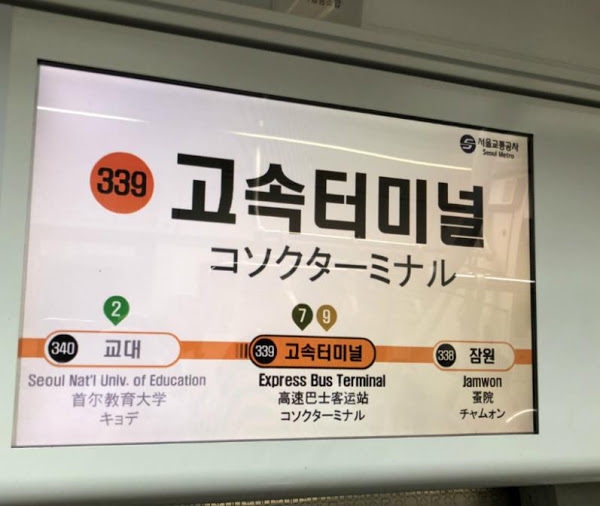 서울교통공사
Seoul Metro
339 고속터미널
コソクターミナル
2
7 9
340 교대
339 고속터미널
338 잠원
Seoul Nat'l Univ. of Education
Express Bus Terminal
Jamwon
首尔教育大学
高速巴士客运站
蚕院
キョデ
コソクターミナル
チャムォン